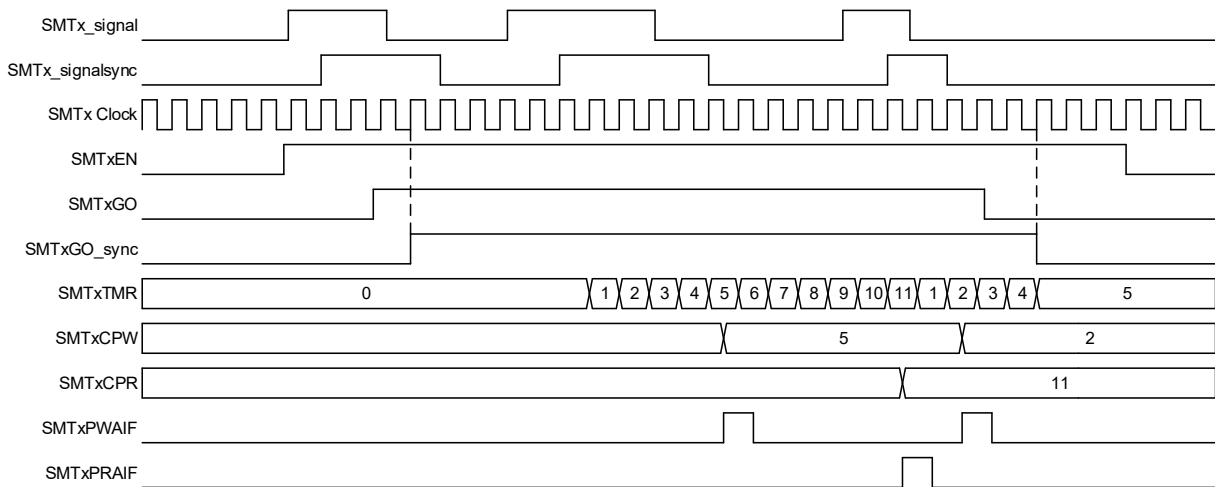 SMTx_signal
SMTx_signalsync
SMTx Clock
SMTxEN
SMTxGO
SMTxGO_sync
SMTxTMR 0 1 2 3 4 5 6 7 8 9 10 11 1 2 3 4 5
SMTxCPW 5 2
SMTxCPR 11
SMTxPWAIF
SMTxPRAIF